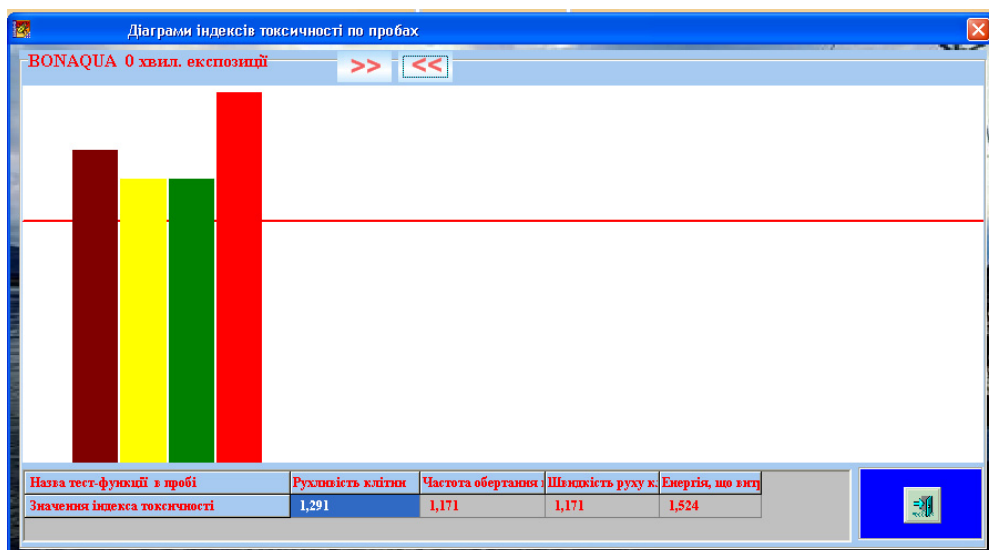 Діаграми індексів токсичності по пробах
BONAQUA 0 хвил. експозиції >> <<
Назва тест-функції в пробі Рухливість клітин Частота обертання Швидкість руху к. Енергія, що
Значення індекса токсичності 1,291 1,171 1,171 1,524